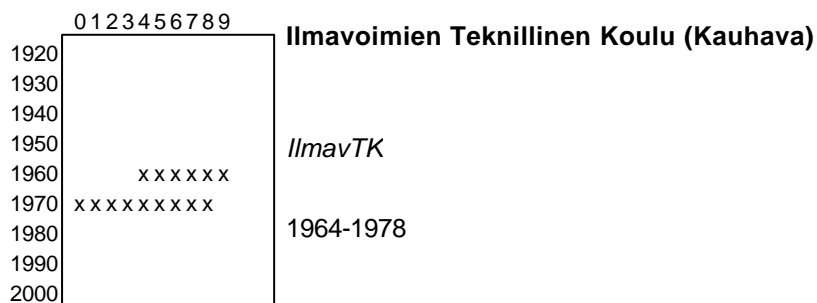 0123456789
Ilmavoimien Teknillinen Koulu (Kauhava)
1920
1930
1940
1950
IlmavTK
1960 xxxxxx
1970 xxxxxxxxx
1980
1964-1978
1990
2000